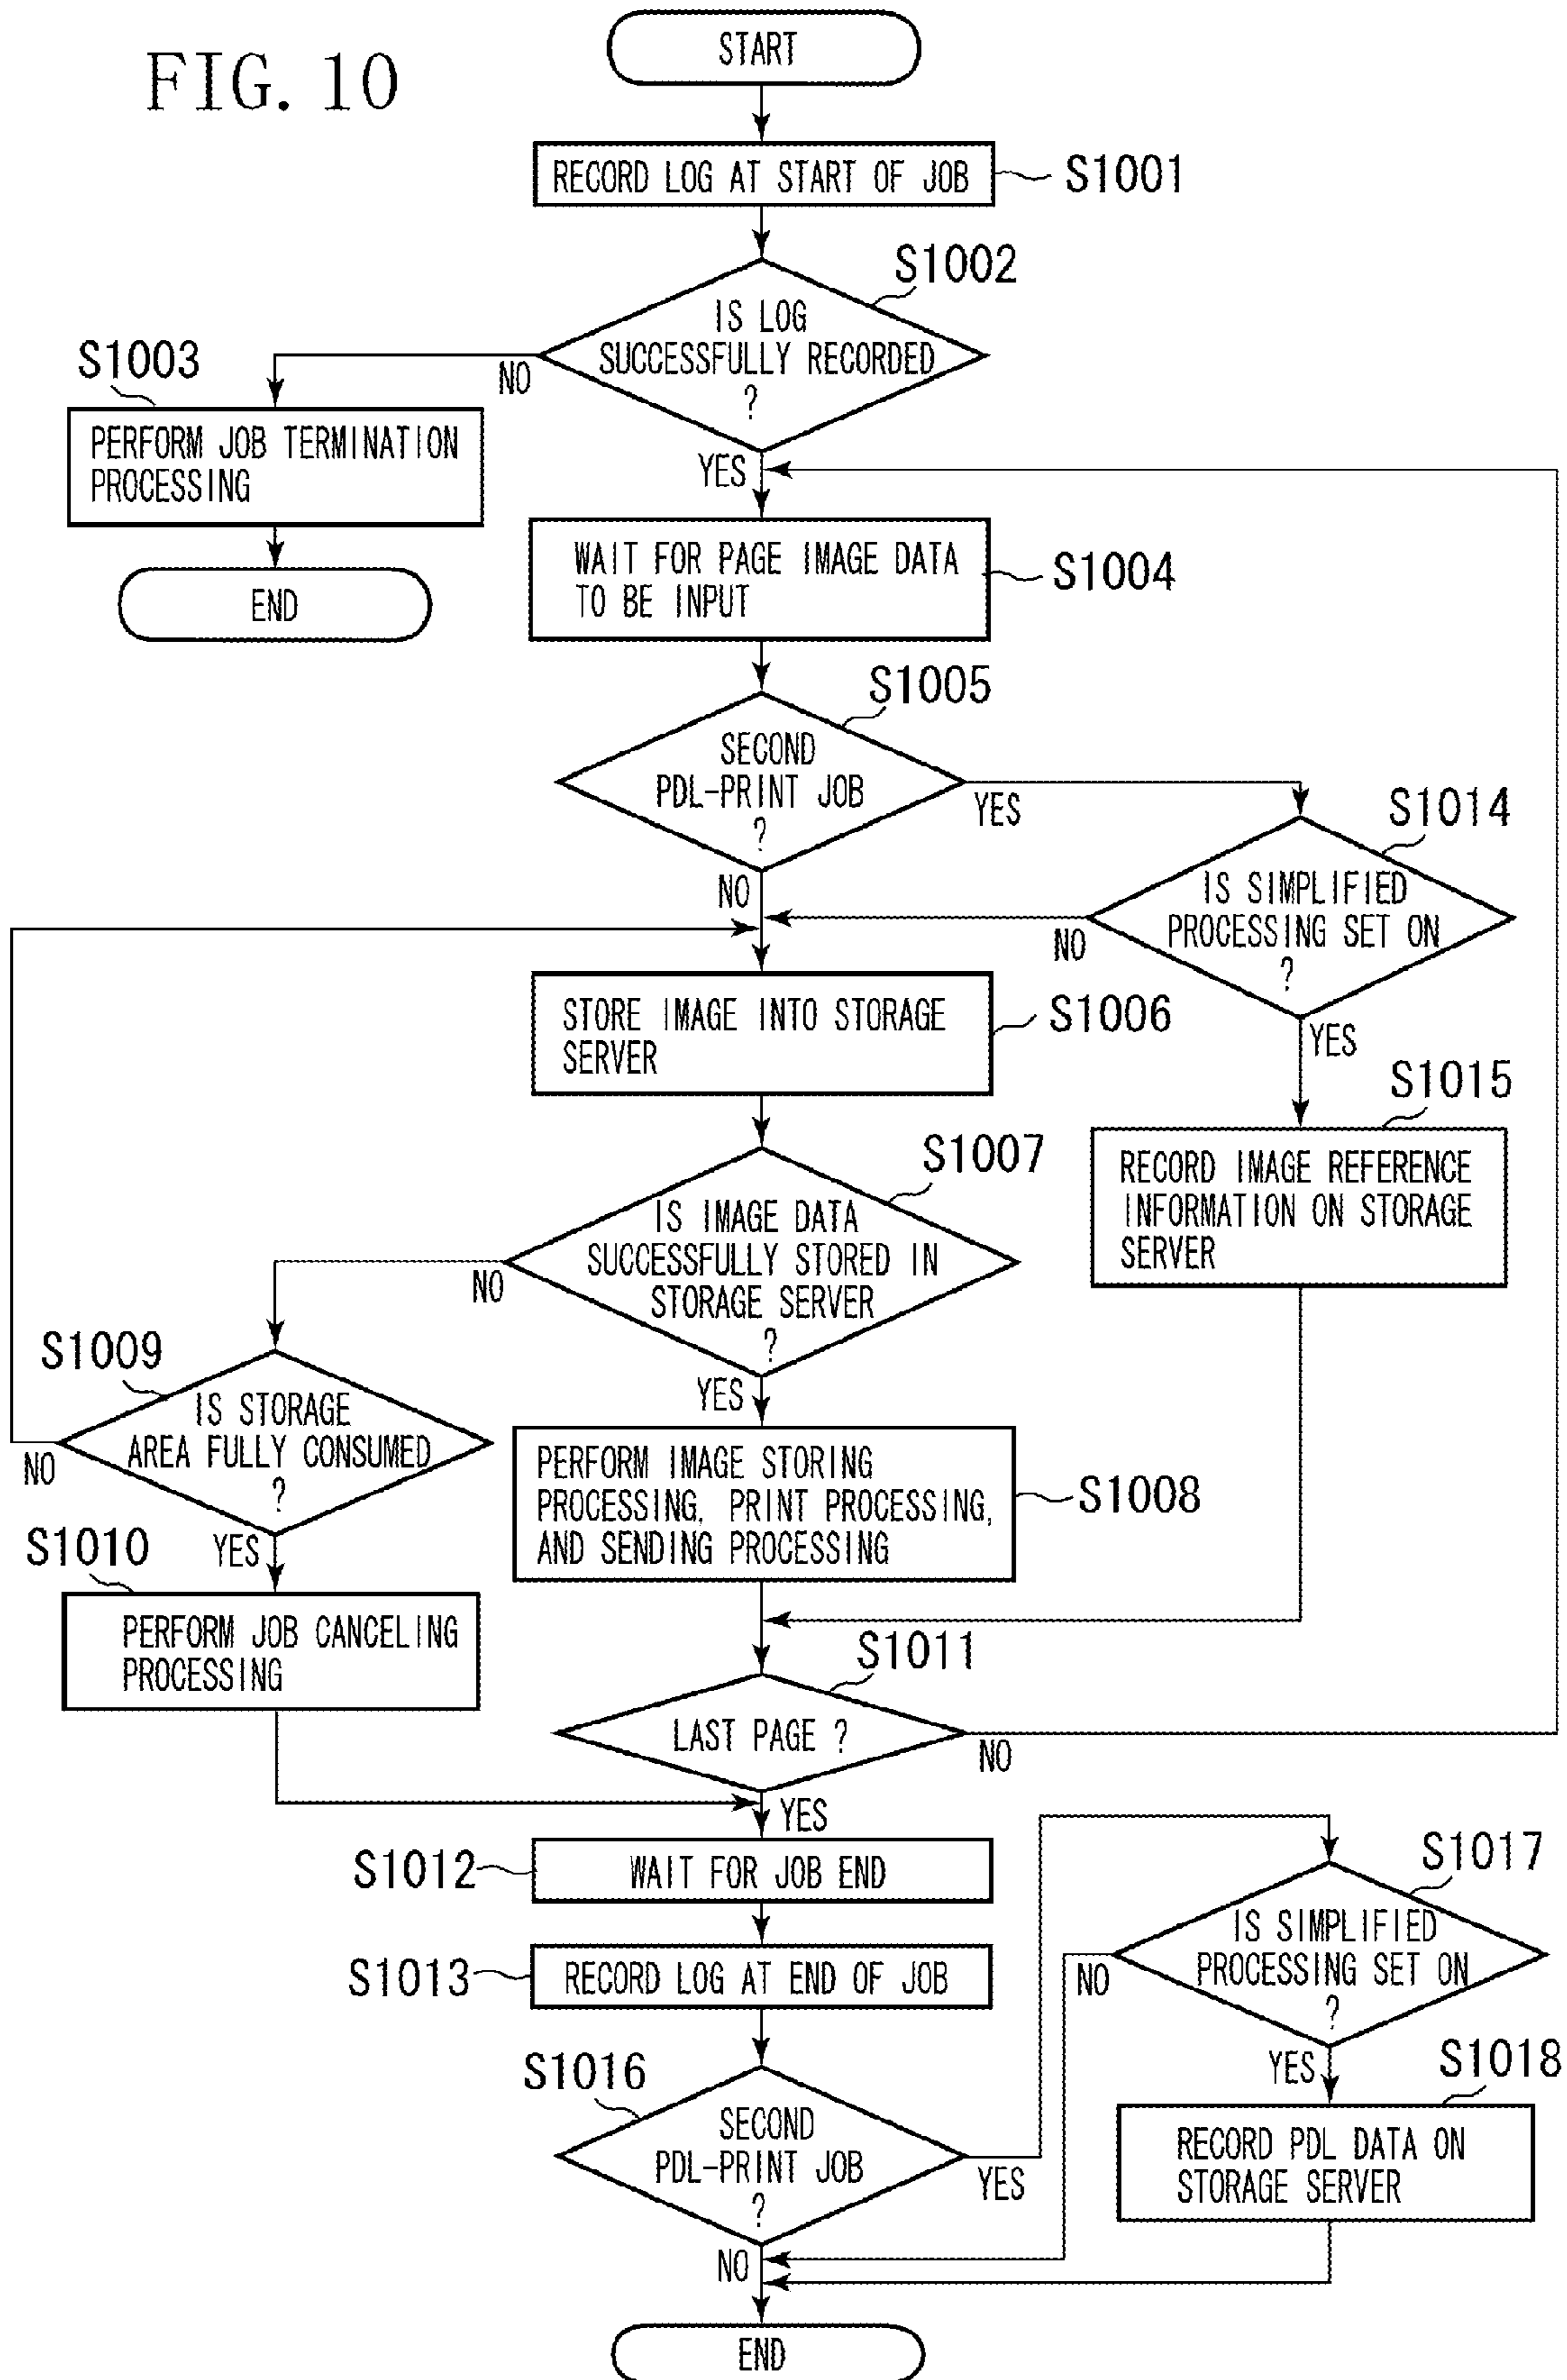 FIG. 10
START
RECORD LOG AT START OF JOB
S1001
S1002
IS LOG
SUCCESSFULLY RECORDED
?
NO
YES
S1003
PERFORM JOB TERMINATION
PROCESSING
END
WAIT FOR PAGE IMAGE DATA
TO BE INPUT
S1004
S1005
SECOND
PDL-PRINT JOB
?
YES
NO
S1014
IS SIMPLIFIED
PROCESSING SET ON
?
NO
YES
STORE IMAGE INTO STORAGE
SERVER
S1006
S1015
RECORD IMAGE REFERENCE
INFORMATION ON STORAGE
SERVER
S1007
IS IMAGE DATA
SUCCESSFULLY STORED IN
STORAGE SERVER
?
NO
YES
S1009
IS STORAGE
AREA FULLY CONSUMED
?
NO
YES
PERFORM IMAGE STORING
PROCESSING, PRINT PROCESSING,
AND SENDING PROCESSING
S1008
S1010
PERFORM JOB CANCELING
PROCESSING
S1011
LAST PAGE ?
NO
YES
S1012
WAIT FOR JOB END
S1013
RECORD LOG AT END OF JOB
S1016
SECOND
PDL-PRINT JOB
?
YES
NO
S1017
IS SIMPLIFIED
PROCESSING SET ON
?
NO
YES
S1018
RECORD PDL DATA ON
STORAGE SERVER
END